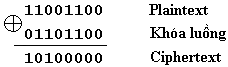 ⊕ 11001100 Plaintext
01101100 Khóa luồng
10100000 Ciphertext